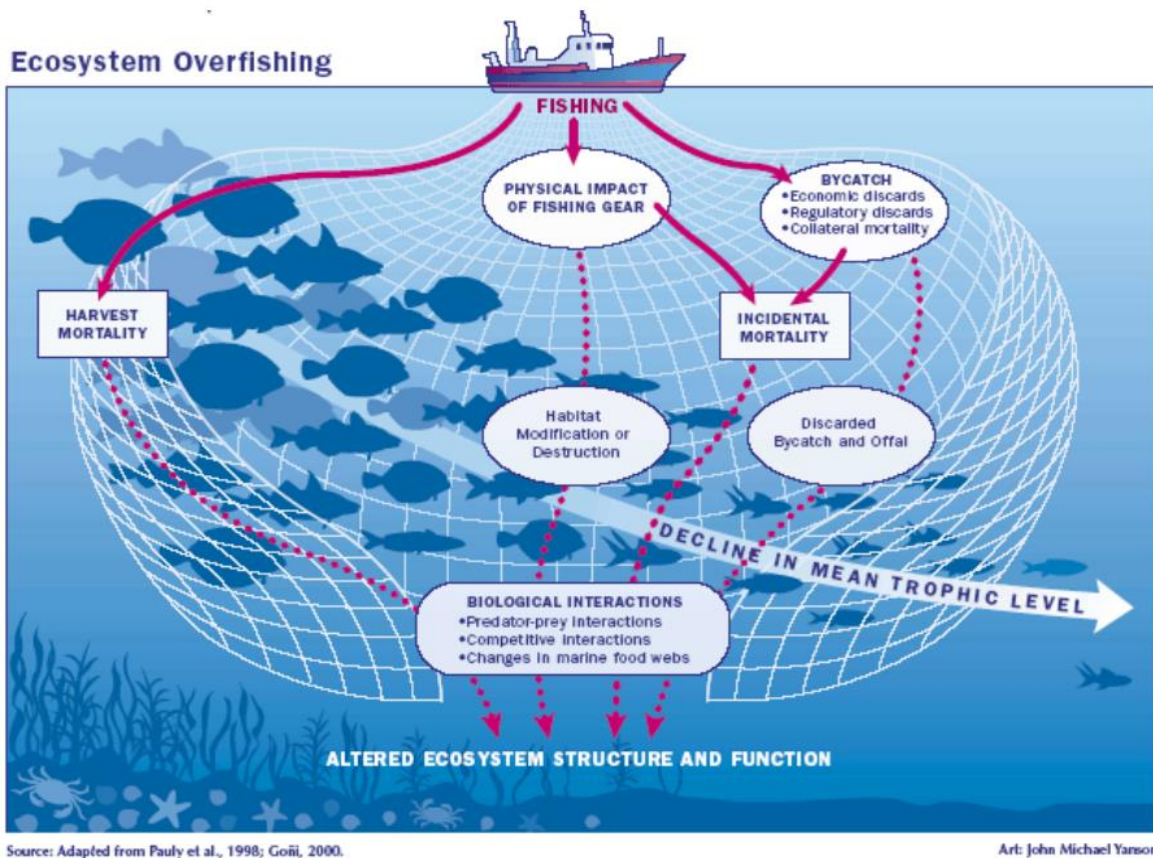 Ecosystem Overfishing
FISHING
PHYSICAL IMPACT
OF FISHING GEAR
BYCATCH
•Economic discards
•Regulatory discards
•Collateral mortality
HARVEST
MORTALITY
INCIDENTAL
MORTALITY
Habitat
Modification or
Destruction
Discarded
Bycatch and Offal
DECLINE IN MEAN TROPHIC LEVEL
BIOLOGICAL INTERACTIONS
•Predator-prey interactions
•Competitive interactions
•Changes in marine food webs
ALTERED ECOSYSTEM STRUCTURE AND FUNCTION
Source: Adapted from Pauly et al., 1998; Goñi, 2000.
Art: John Michael Yanson